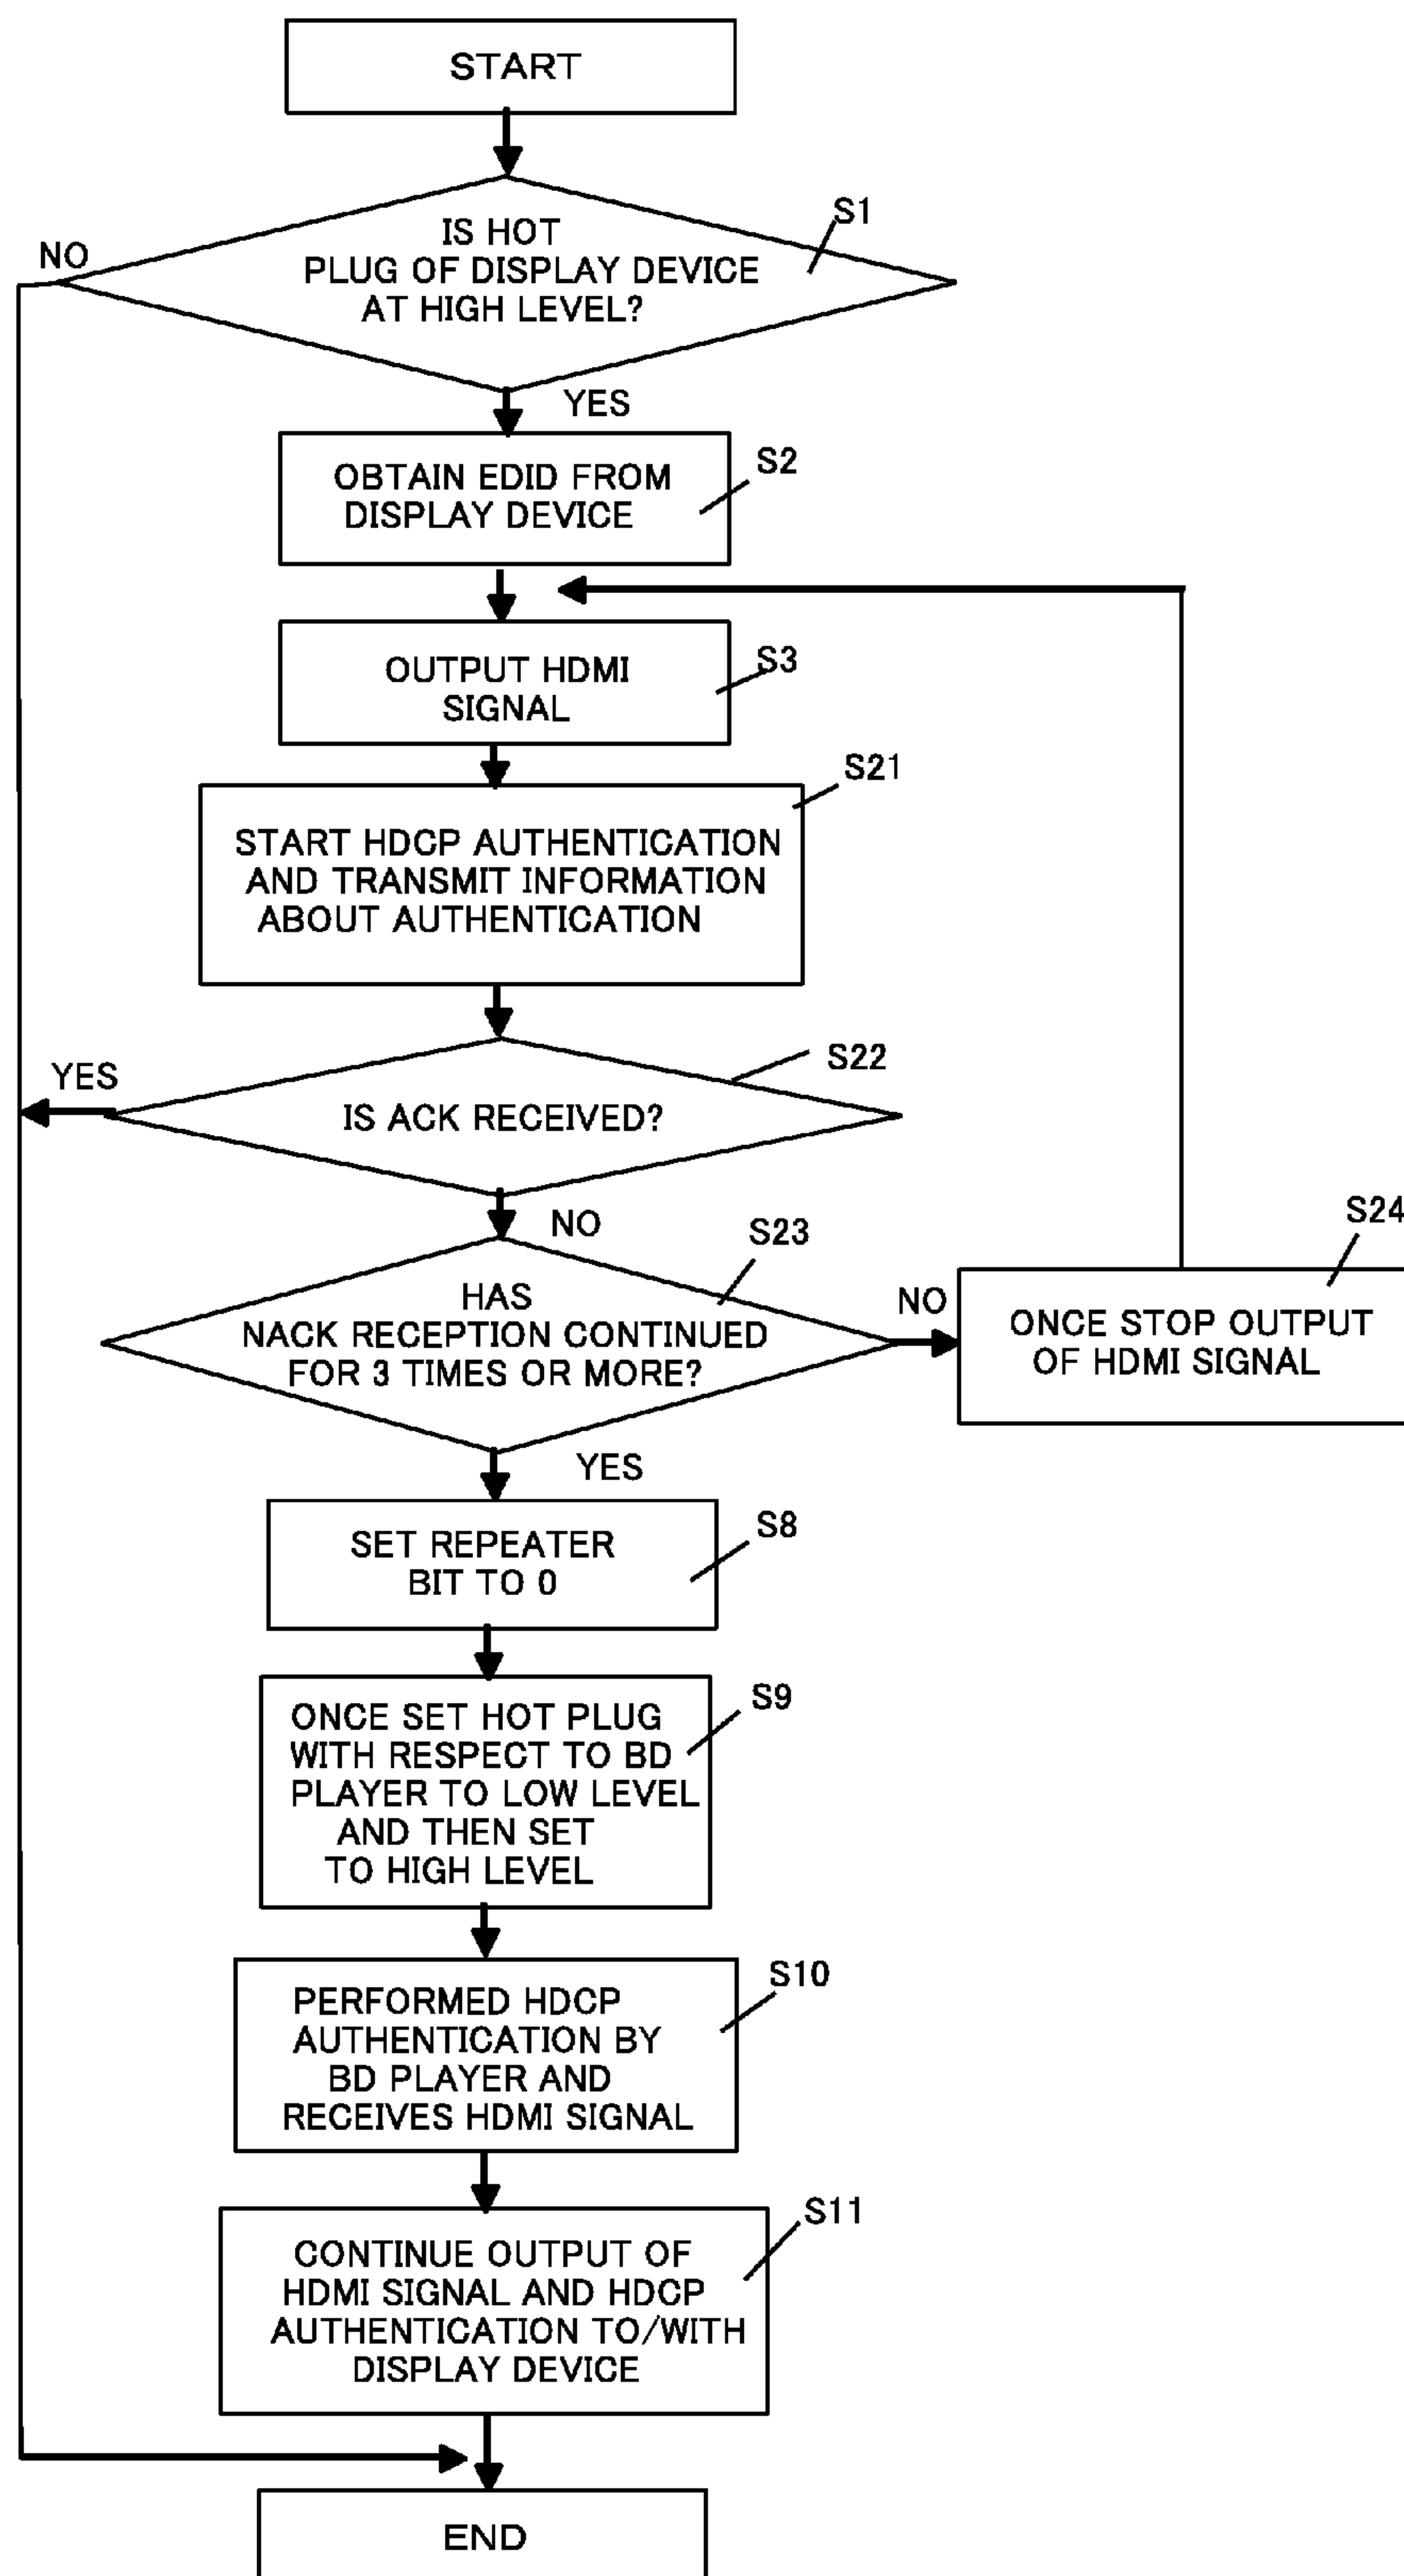 START
S1
IS HOT
PLUG OF DISPLAY DEVICE
AT HIGH LEVEL?
NO
YES
S2
OBTAIN EDID FROM
DISPLAY DEVICE
S3
OUTPUT HDMI
SIGNAL
S21
START HDCP AUTHENTICATION
AND TRANSMIT INFORMATION
ABOUT AUTHENTICATION
S22
YES
IS ACK RECEIVED?
NO
S23
HAS
NACK RECEPTION CONTINUED
FOR 3 TIMES OR MORE?
NO
S24
ONCE STOP OUTPUT
OF HDMI SIGNAL
YES
S8
SET REPEATER
BIT TO 0
S9
ONCE SET HOT PLUG
WITH RESPECT TO BD
PLAYER TO LOW LEVEL
AND THEN SET
TO HIGH LEVEL
S10
PERFORMED HDCP
AUTHENTICATION BY
BD PLAYER AND
RECEIVES HDMI SIGNAL
S11
CONTINUE OUTPUT OF
HDMI SIGNAL AND HDCP
AUTHENTICATION TO/WITH
DISPLAY DEVICE
END